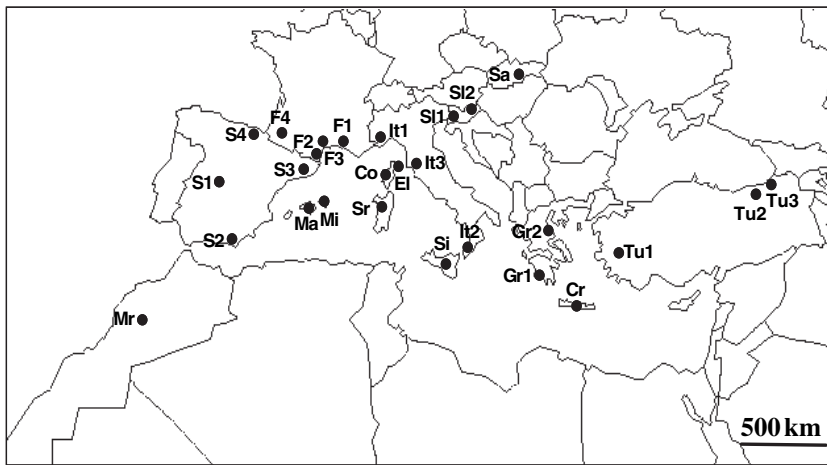 Sa
Sl2
Sl1
F4
S4
F2
F1
It1
F3
S3
Co
El
It3
S1
Ma
Mi
Sr
S2
Si
It2
Gr2
Gr1
Cr
Tu1
Tu2
Tu3
Mr
500 km